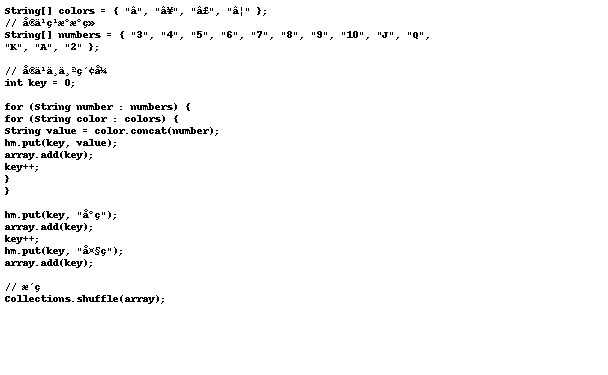 String[] colors = { "â", "â¥", "â£", "â¦" };
// å®ä¹ç¹æ°æ°ç»
String[] numbers = { "3", "4", "5", "6", "7", "8", "9", "10", "J", "Q",
"K", "A", "2" };
// å®ä¹ä¸ä¸ªç´¢å¼
int key = 0;
for (String number : numbers) {
for (String color : colors) {
String value = color.concat(number);
hm.put(key, value);
array.add(key);
key++;
}
}
hm.put(key, "å°ç");
array.add(key);
key++;
hm.put(key, "å¤§ç");
array.add(key);
// æ´ç
Collections.shuffle(array);